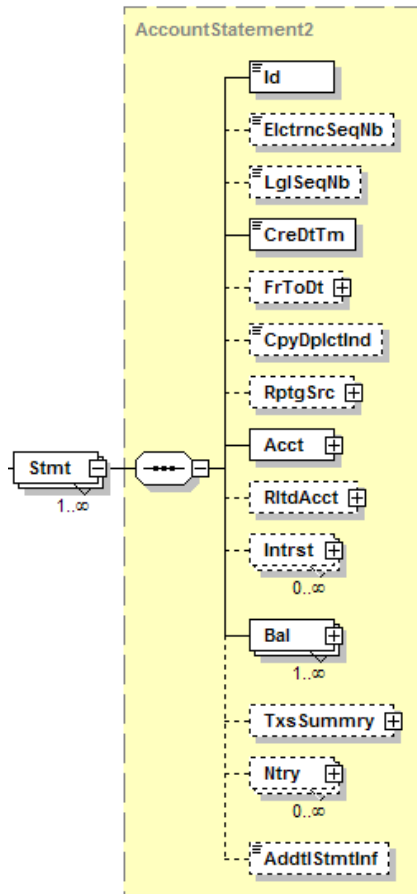 AccountStatement2
Id
ElctrncSeqNb
LglSeqNb
CreDtTm
FrToDt
CpyDplctInd
RptgSrc
Acct
Stmt
1..∞
RltdAcct
Intrst
0..∞
Bal
1..∞
TxsSummry
Ntry
0..∞
AddtlStmtInf